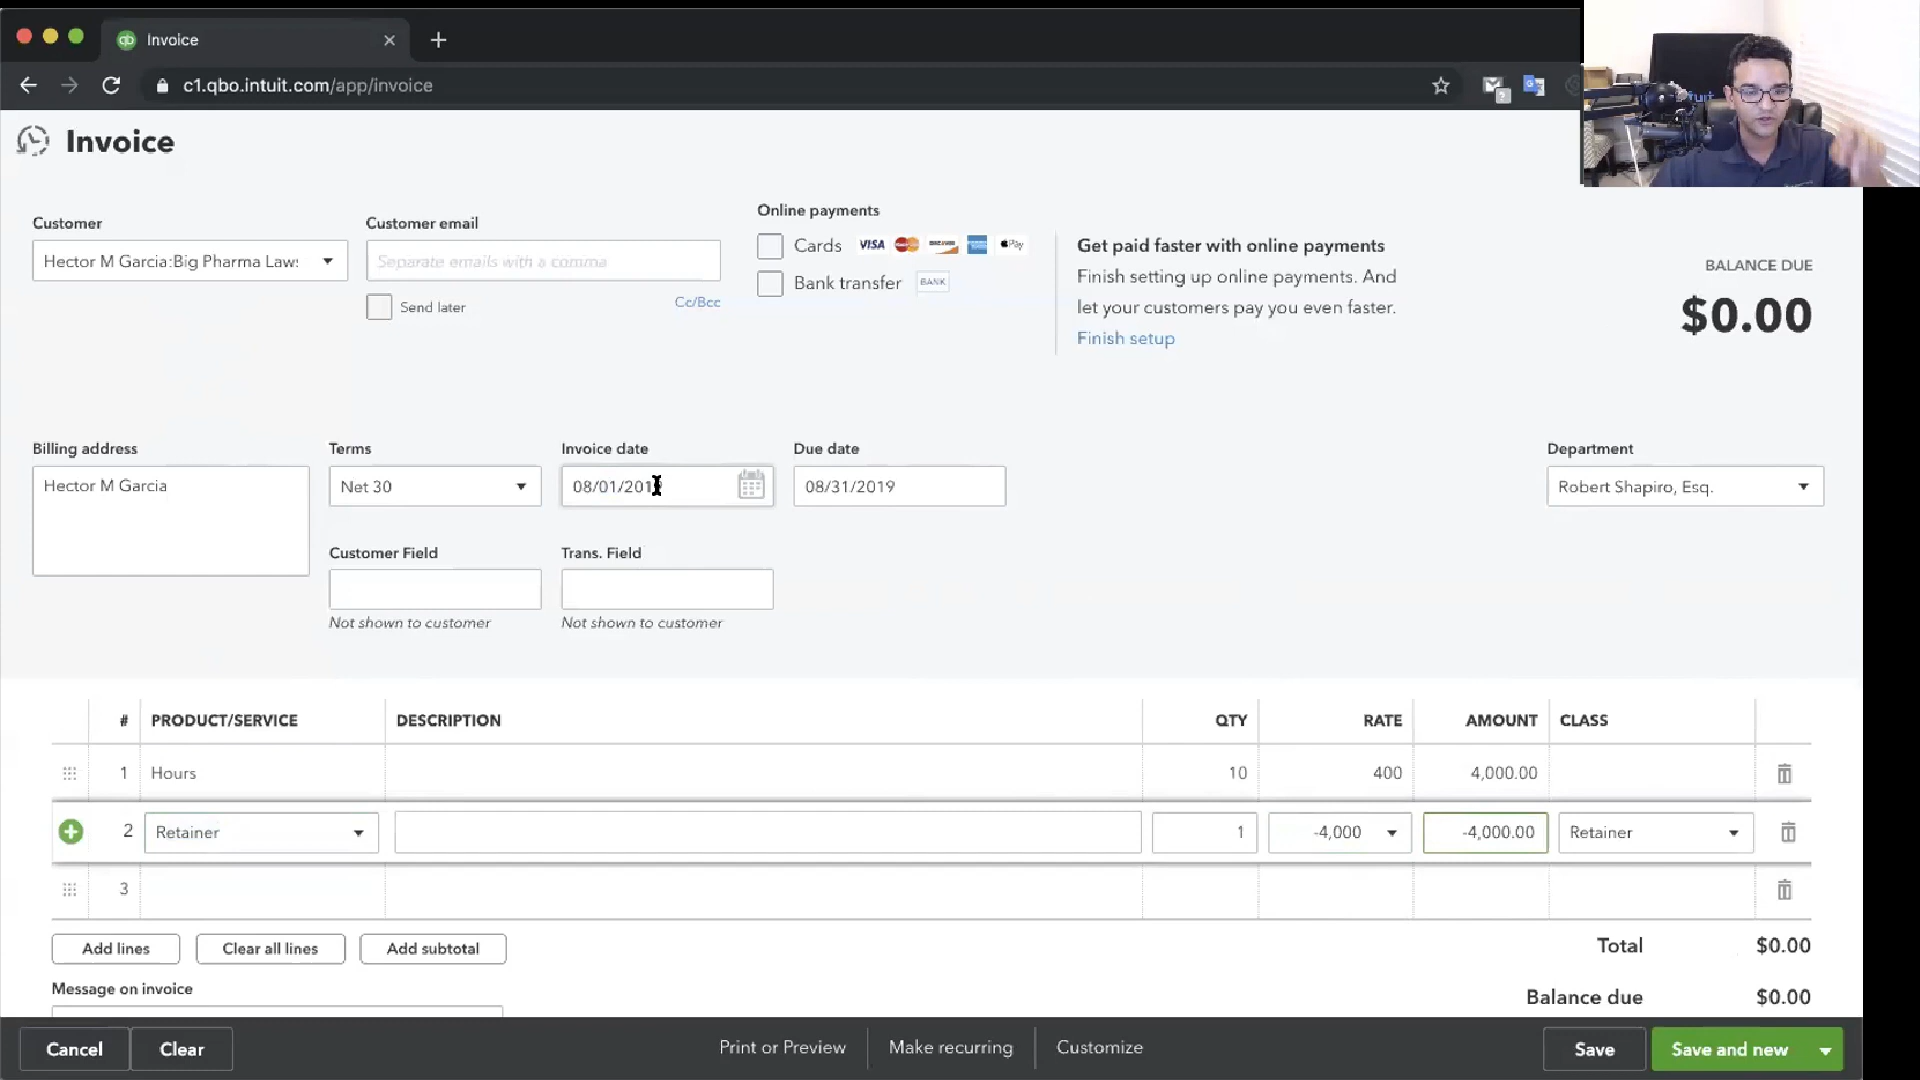 Invoice
c1.qbo.intuit.com/app/invoice
Invoice
Customer
Hector M Garcia:Big Pharma Law:
Customer email
Separate emails with a comma
Send later
Cc/Bcc
Online payments
Cards VISA
Pay
Bank transfer BANK
Get paid faster with online payments
Finish setting up online payments. And
let your customers pay you even faster.
Finish setup
BALANCE DUE
$0.00
Billing address
Hector M Garcia
Terms
Net 30
Invoice date
08/01/2019
Due date
08/31/2019
Department
Robert Shapiro, Esq.
Customer Field
Not shown to customer
Trans. Field
Not shown to customer
# PRODUCT/SERVICE DESCRIPTION QTY RATE AMOUNT CLASS
1 Hours 10 400 4,000.00
2 Retainer 1 -4,000 -4,000.00 Retainer
3
Add lines Clear all lines Add subtotal
Total $0.00
Message on invoice
Balance due $0.00
Cancel Clear Print or Preview Make recurring Customize Save Save and new